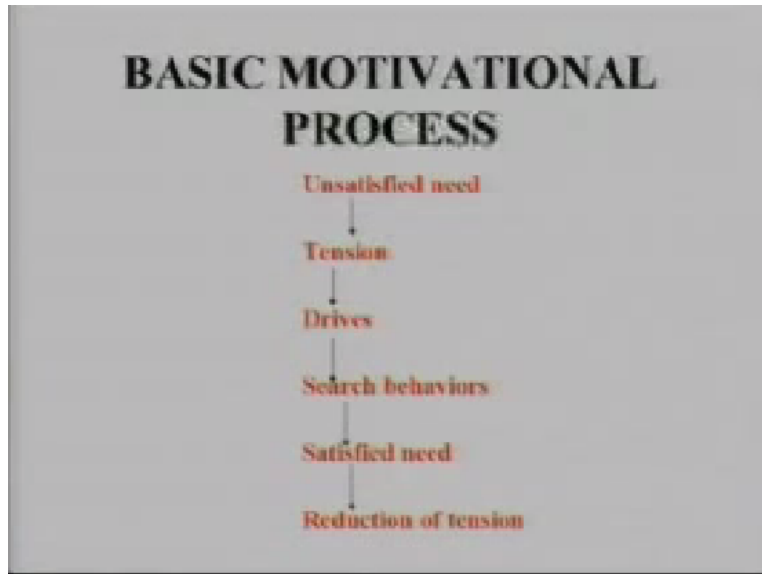 BASIC MOTIVATIONAL
PROCESS
Unsatisfied need
Tension
Drives
Search behaviors
Satisfied need
Reduction of tension